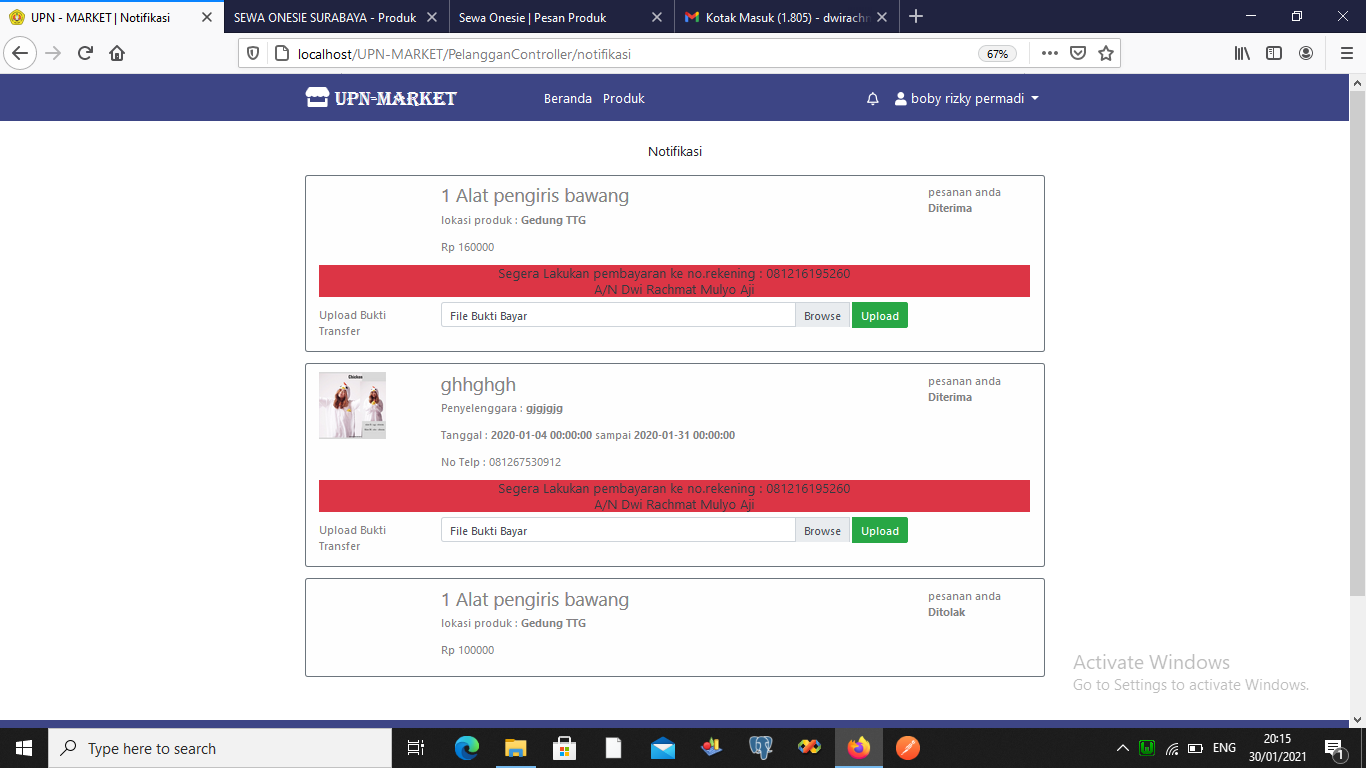 UPN - MARKET | Notifikasi
SEWA ONESIE SURABAYA - Produk
Sewa Onesie | Pesan Produk
Kotak Masuk (1.805) - dwirachm
localhost/UPN-MARKET/PelangganController/notifikasi
67%
UPN-MARKET
Beranda
Produk
boby rizky permadi
Notifikasi
1 Alat pengiris bawang
lokasi produk : Gedung TTG
Rp 160000
pesanan anda
Diterima
Segera Lakukan pembayaran ke no.rekening : 081216195260
A/N Dwi Rachmat Mulyo Aji
Upload Bukti
Transfer
File Bukti Bayar
Browse
Upload
Chicken
ghhghgh
Penyelenggara : gjgjgjg
Tanggal : 2020-01-04 00:00:00 sampai 2020-01-31 00:00:00
No Telp : 081267530912
pesanan anda
Diterima
Segera Lakukan pembayaran ke no.rekening : 081216195260
A/N Dwi Rachmat Mulyo Aji
Upload Bukti
Transfer
File Bukti Bayar
Browse
Upload
1 Alat pengiris bawang
lokasi produk : Gedung TTG
Rp 100000
pesanan anda
Ditolak
Activate Windows
Go to Settings to activate Windows.
Type here to search
ENG
20:15
30/01/2021
1